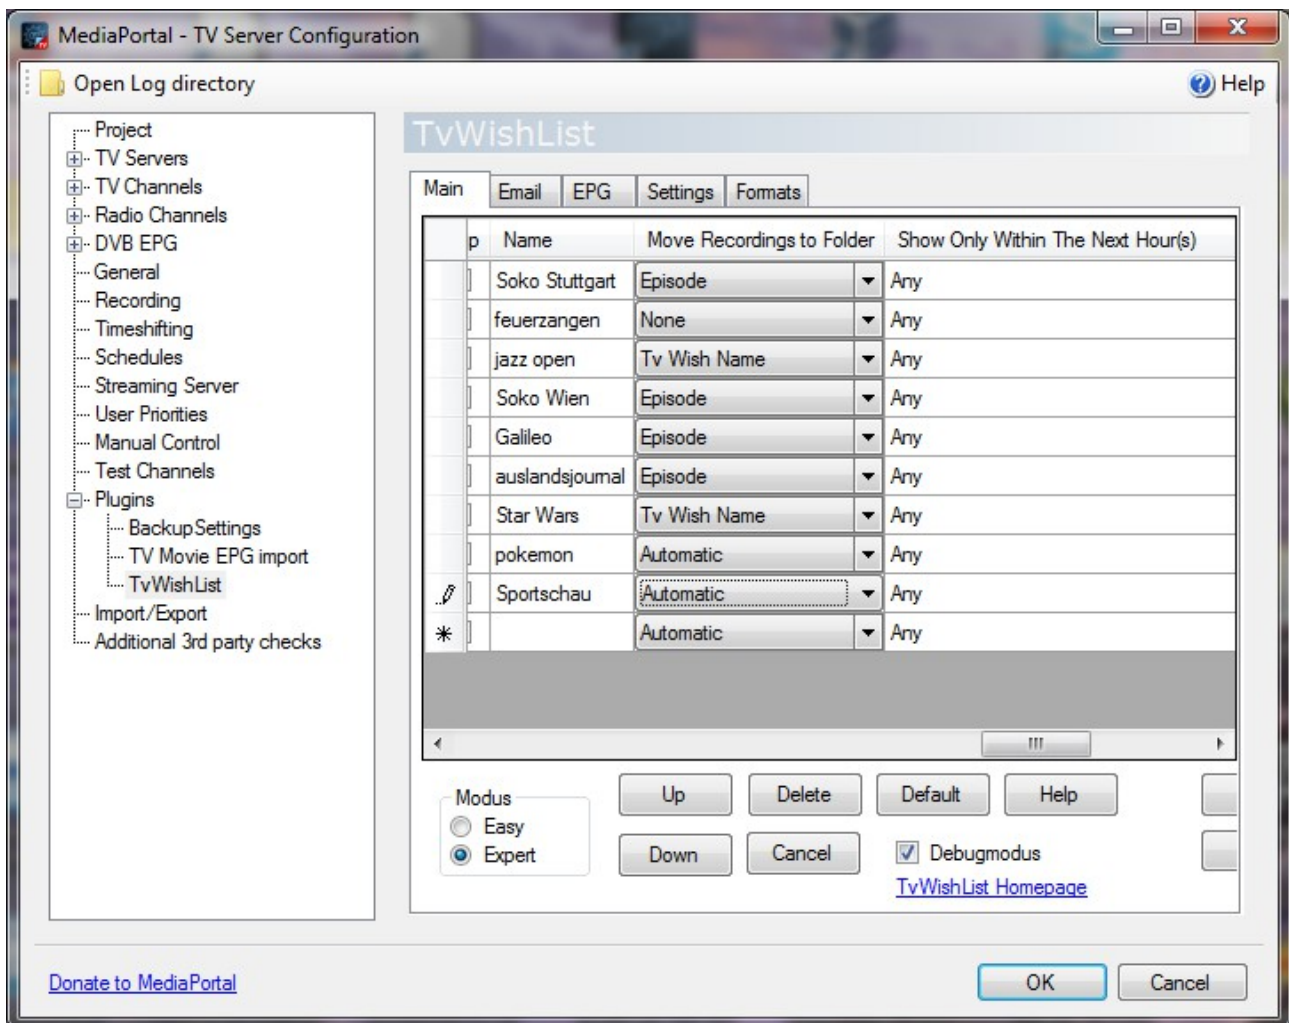 MediaPortal - TV Server Configuration
Open Log directory
Help
Project
TV Servers
TV Channels
Radio Channels
DVB EPG
General
Recording
Timeshifting
Schedules
Streaming Server
User Priorities
Manual Control
Test Channels
Plugins
BackupSettings
TV Movie EPG import
TvWishList
Import/Export
Additional 3rd party checks
TvWishList
Main Email EPG Settings Formats
p Name Move Recordings to Folder Show Only Within The Next Hour(s)
Soko Stuttgart Episode Any
feuerzangen None Any
jazz open Tv Wish Name Any
Soko Wien Episode Any
Galileo Episode Any
auslandsjournal Episode Any
Star Wars Tv Wish Name Any
pokemon Automatic Any
Sportschau Automatic Any
Automatic Any
Modus
Easy
Expert
Up Delete Default Help
Down Cancel Debugmodus
TvWishList Homepage
Donate to MediaPortal
OK Cancel